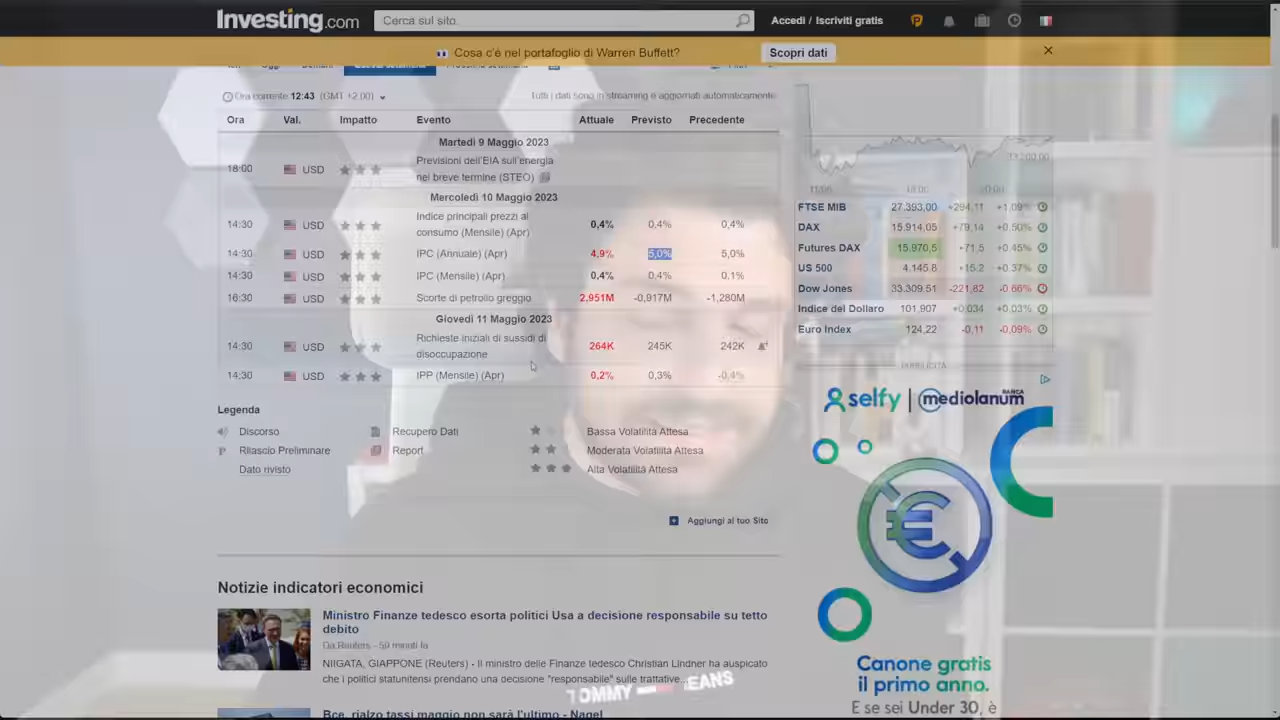 Investing.com
Cerca sul sito.
Accedi / Iscriviti gratis
Cosa c'è nel portafoglio di Warren Buffett?
Scopri dati
Ora corrente 12:43 (GMT +2:00)
Tutti i dati sono in streaming e aggiornati automaticamente
Ora Val. Impatto Evento Attuale Previsto Precedente
Martedì 9 Maggio 2023
18:00 USD Previsioni dell'EIA sull'energia
nel breve termine (STEO)
Mercoledì 10 Maggio 2023
14:30 USD Indice principali prezzi al
consumo (Mensile) (Apr) 0,4% 0,4% 0,4%
14:30 USD IPC (Annuale) (Apr) 4,9% 5,0% 5,0%
14:30 USD IPC (Mensile) (Apr) 0,4% 0,4% 0,1%
16:30 USD Scorte di petrolio greggio 2,951M -0,917M -1,280M
Giovedì 11 Maggio 2023
14:30 USD Richieste iniziali di sussidi di
disoccupazione 264K 245K 242K
14:30 USD IPP (Mensile) (Apr) 0,2% 0,3% -0,4%
Legenda
Discorso Recupero Dati Bassa Volatilità Attesa
P Rilascio Preliminare Report Moderata Volatilità Attesa
Dato rivisto Alta Volatilità Attesa
Aggiungi al tuo Sito
Notizie indicatori economici
Ministro Finanze tedesco esorta politici Usa a decisione responsabile su tetto
debito
Da Reuters - 59 minuti fa
NIIGATA, GIAPPONE (Reuters) - Il ministro delle Finanze tedesco Christian Lindner ha auspicato
che i politici statunitensi prendano una decisione "responsabile" sulle trattative...
Bce, rialzo tassi maggio non sarà l'ultimo - Nagel
33.200,00
FTSE MIB 27.393,00 +294,11 +1,09%
DAX 15.914,05 +79,14 +0,50%
Futures DAX 15.970,5 +71,5 +0,45%
US 500 4.145,8 +15,2 +0,37%
Dow Jones 33.309,51 -221,82 -0,66%
Indice del Dollaro 101,907 +0,034 +0,03%
Euro Index 124,22 -0,11 -0,09%
PUBBLICITÀ
selfy | mediolanum
BANCA
€
Canone gratis
il primo anno.
E se sei Under 30, è
TOMMY JEANS